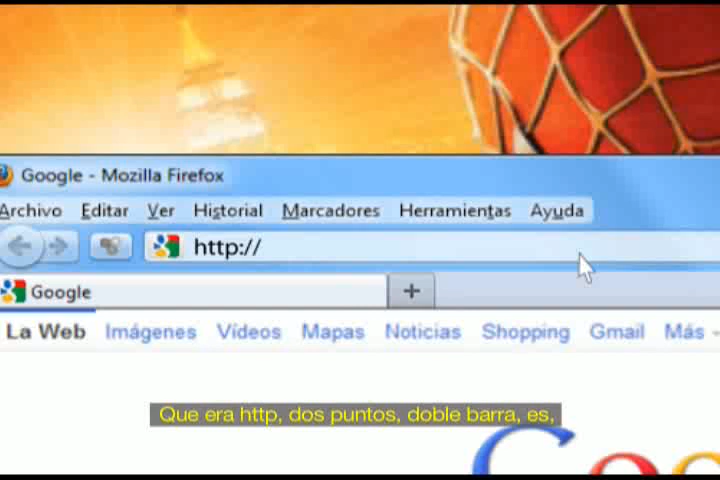 Google - Mozilla Firefox
Archivo Editar Ver Historial Marcadores Herramientas Ayuda
http://
Google +
La Web Imágenes Vídeos Mapas Noticias Shopping Gmail Más
Que era http, dos puntos, doble barra, es,
Goo